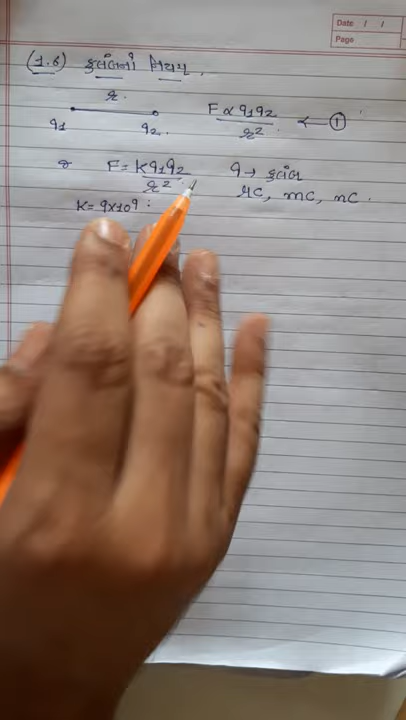 Date / /
Page
(1.6) કુલંબનો નિયમ.
r.
q1 q2.
F ∝ q1q2 / r² ← ①
∴ F = kq1q2 / r² q → કુલંબ
μC, mC, nC.
K = 9×10⁹